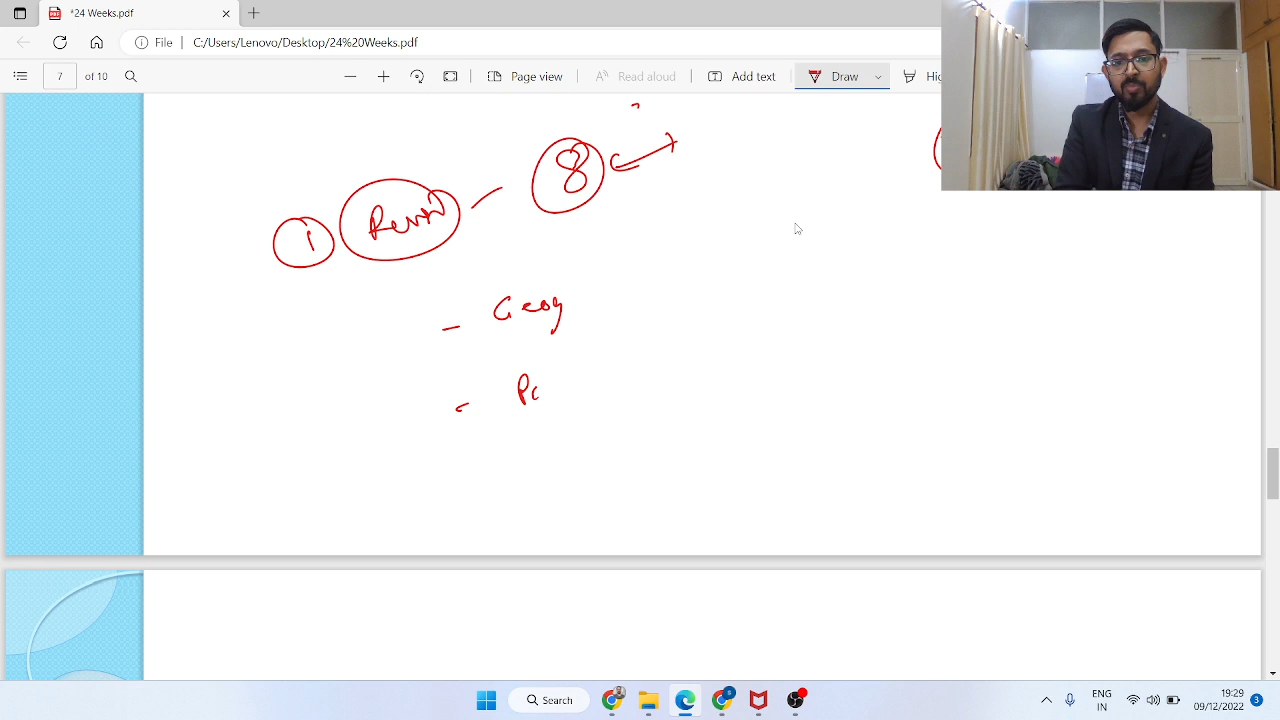 *24 Weeks.pdf
File
C:/Users/Lenovo/Desktop/24%20Weeks.pdf
7 of 10
Page view
Read aloud
Add text
Draw
8
1
Geog
Search
ENG
IN
19:29
09/12/2022
3